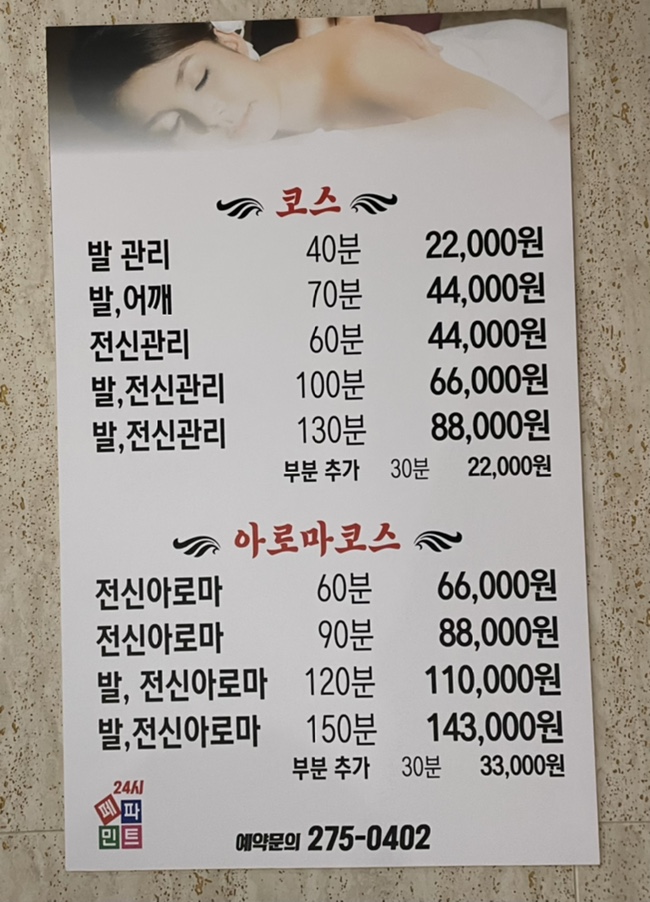 코스
발 관리 40분 22,000원
발,어깨 70분 44,000원
전신관리 60분 44,000원
발,전신관리 100분 66,000원
발,전신관리 130분 88,000원
부분 추가 30분 22,000원
아로마코스
전신아로마 60분 66,000원
전신아로마 90분 88,000원
발, 전신아로마 120분 110,000원
발,전신아로마 150분 143,000원
부분 추가 30분 33,000원
24시
페파
민트
예약문의 275-0402